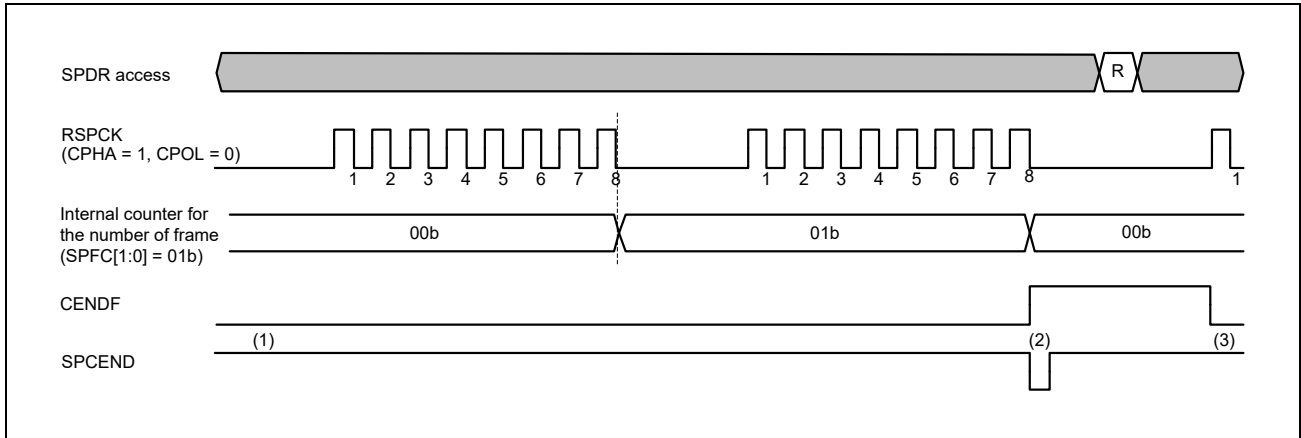 SPDR access
R
RSPCK
(CPHA = 1, CPOL = 0)
1 2 3 4 5 6 7 8 1 2 3 4 5 6 7 8 1
Internal counter for
the number of frame
(SPFC[1:0] = 01b)
00b 01b 00b
CENDF
(1) (2) (3)
SPCEND